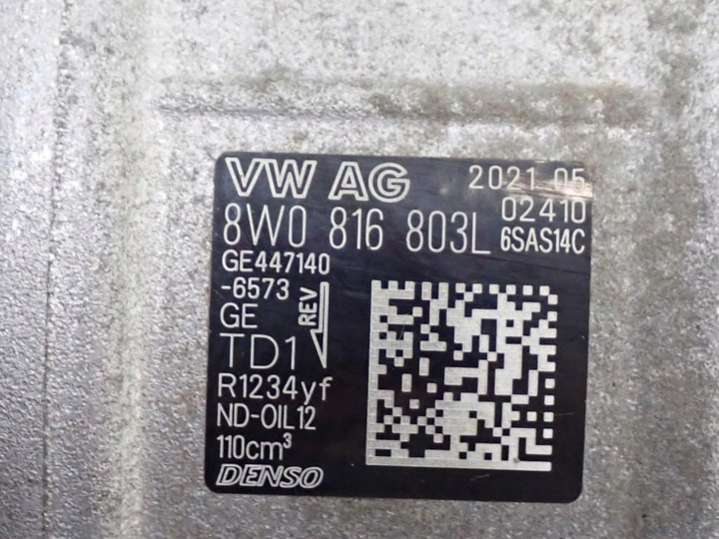 VW AG 2021 05
02410
8W0 816 803L 6SAS14C
GE447140
-6573
GE REV
TD1
R1234yf
ND-OIL12
110cm³
DENSO